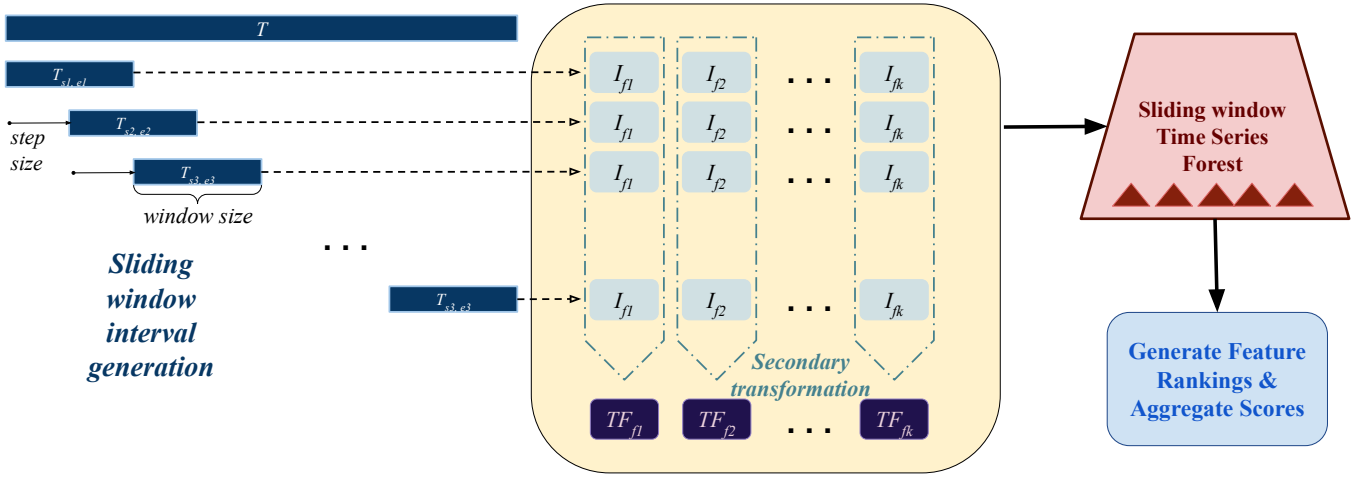 T
T_{s1, e1}
I_{f1} I_{f2} . . . I_{fk}
T_{s2, e2}
I_{f1} I_{f2} . . . I_{fk}
step
size
T_{s3, e3}
I_{f1} I_{f2} . . . I_{fk}
window size
. . .
Sliding
window
interval
generation
T_{s3, e3}
I_{f1} I_{f2} . . . I_{fk}
Secondary
transformation
TF_{f1} TF_{f2} . . . TF_{fk}
Sliding window
Time Series
Forest
Generate Feature
Rankings &
Aggregate Scores